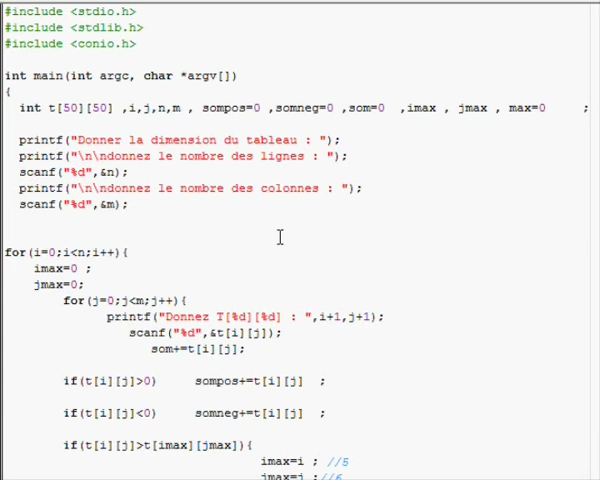 #include <stdio.h>
#include <stdlib.h>
#include <conio.h>
int main(int argc, char *argv[])
{
int t[50][50] ,i,j,n,m , sompos=0 ,somneg=0 ,som=0 ,imax , jmax , max=0 ;
printf("Donner la dimension du tableau : ");
printf("\n\ndonnez le nombre des lignes : ");
scanf("%d",&n);
printf("\n\ndonnez le nombre des colonnes : ");
scanf("%d",&m);
for(i=0;i<n;i++){
imax=0 ;
jmax=0;
for(j=0;j<m;j++){
printf("Donnez T[%d][%d] : ",i+1,j+1);
scanf("%d",&t[i][j]);
som+=t[i][j];
if(t[i][j]>0) sompos+=t[i][j] ;
if(t[i][j]<0) somneg+=t[i][j] ;
if(t[i][j]>t[imax][jmax]){
imax=i ; //5
jmax=j ;//6